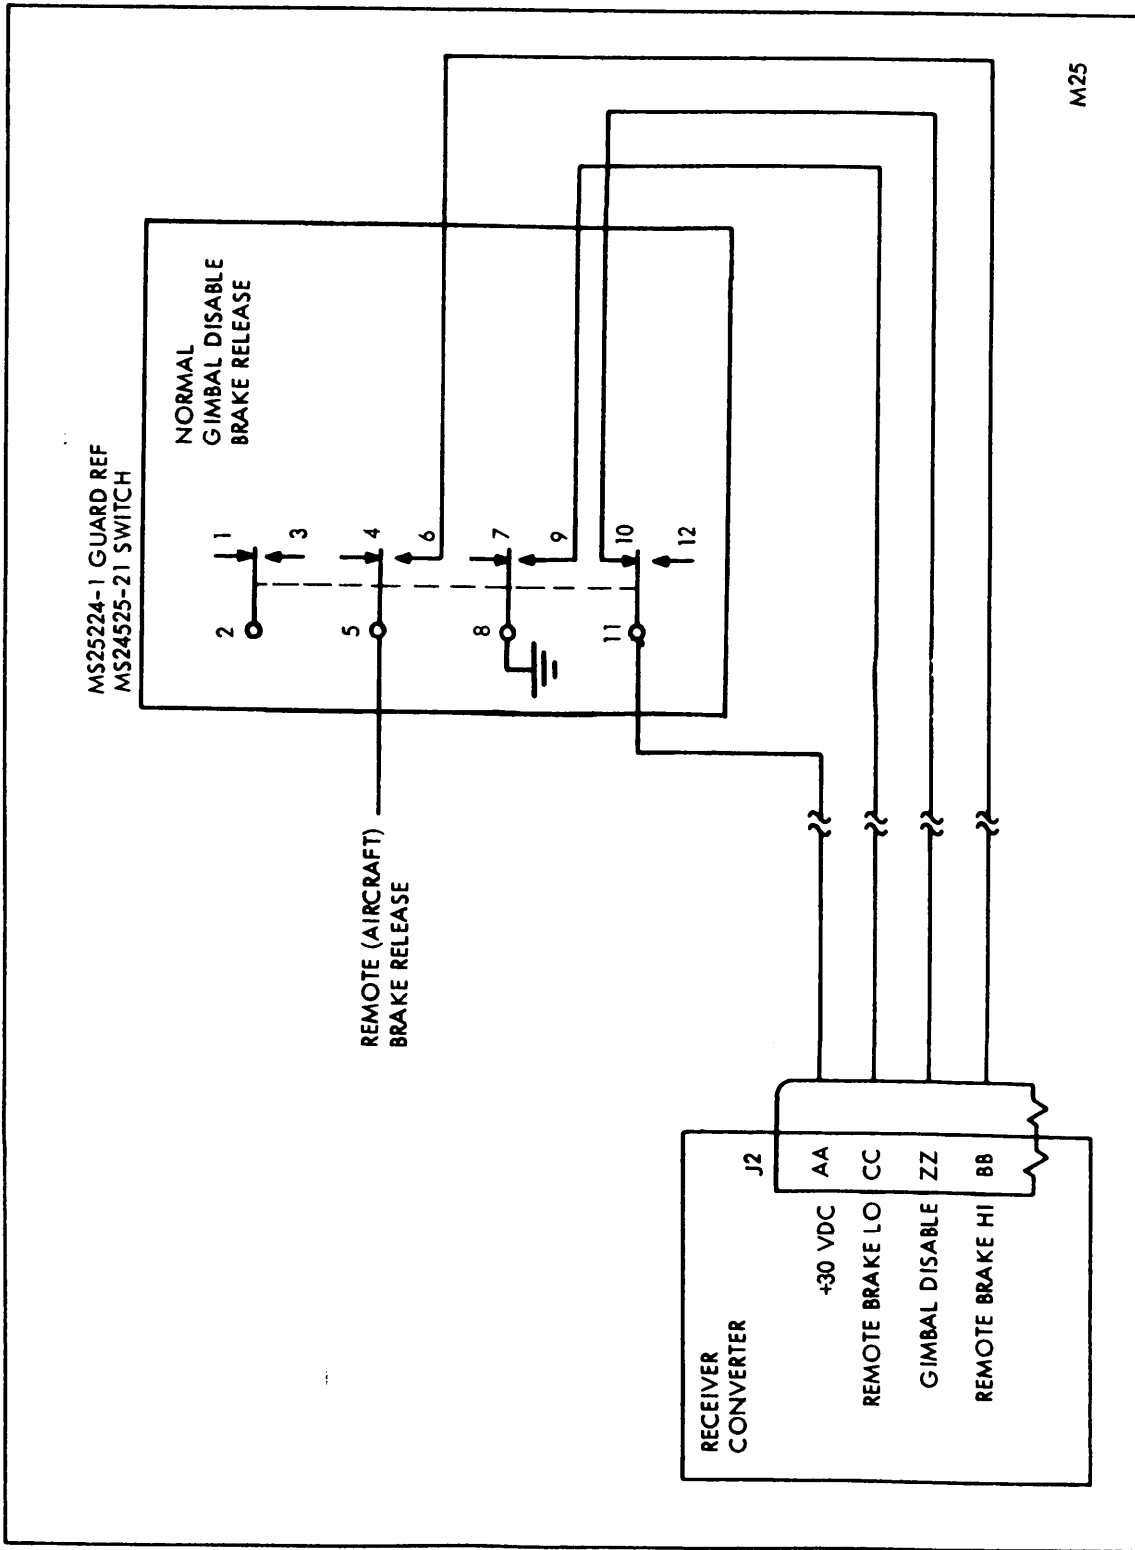 MS25224-1 GUARD REF
MS24525-21 SWITCH
NORMAL
GIMBAL DISABLE
BRAKE RELEASE
2
1
3
5
4
6
8
7
9
11
10
12
REMOTE (AIRCRAFT)
BRAKE RELEASE
RECEIVER
CONVERTER
J2
+30 VDC AA
REMOTE BRAKE LO CC
GIMBAL DISABLE ZZ
REMOTE BRAKE HI BB
M25